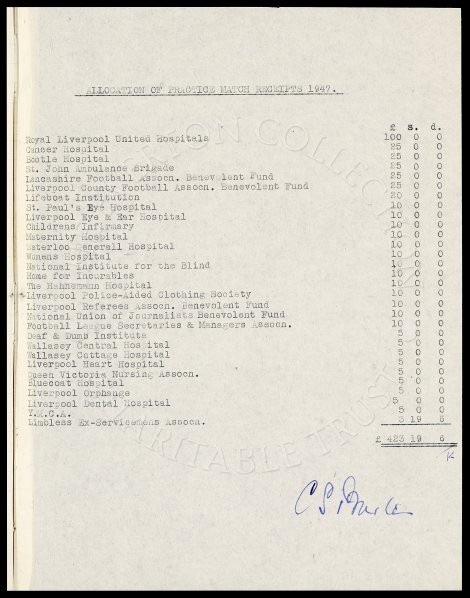 ALLOCATION OF PRACTICE MATCH RECEIPTS 1947.
£ s. d.
Royal Liverpool United Hospitals 100 0 0
Cancer Hospital 25 0 0
Bootle Hospital 25 0 0
St. John Ambulance Brigade 25 0 0
Lancashire Football Assocn. Benevolent Fund 25 0 0
Liverpool County Football Assocn. Benevolent Fund 25 0 0
Lifeboat Institution 20 0 0
St. Paul's Eye Hospital 10 0 0
Liverpool Eye & Ear Hospital 10 0 0
Childrens Infirmary 10 0 0
Maternity Hospital 10 0 0
Waterloo Generall Hospital 10 0 0
Womens Hospital 10 0 0
National Institute for the Blind 10 0 0
Home for Incurables 10 0 0
The Hahnemann Hospital 10 0 0
Liverpool Police-Aided Clothing Society 10 0 0
Liverpool Referees Assocn. Benevolent Fund 10 0 0
National Union of Journalists Benevolent Fund 10 0 0
Football League Secretaries & Managers Assocn. 10 0 0
Deaf & Dumb Institute 5 0 0
Wallasey Central Hospital 5 0 0
Wallasey Cottage Hospital 5 0 0
Liverpool Heart Hospital 5 0 0
Queen Victoria Nursing Assocn. 5 0 0
Bluecoat Hospital 5 0 0
Liverpool Orphange 5 0 0
Liverpool Dental Hospital 5 0 0
Y.M.C.A. 5 0 0
Limbless Ex-Servicemens Assocn. 3 19 6
£ 423 19 6